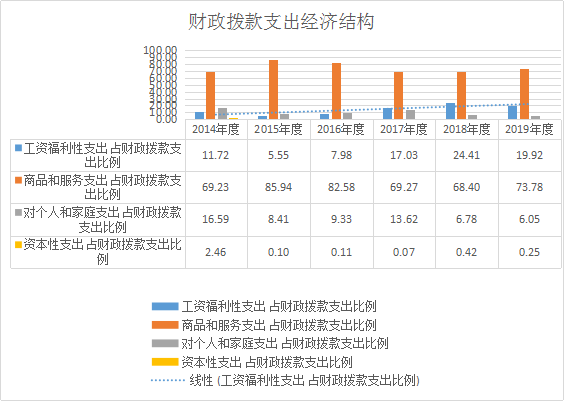 财政拨款支出经济结构
100.00
90.00
80.00
70.00
60.00
50.00
40.00
30.00
20.00
10.00
0.00
2014年度 2015年度 2016年度 2017年度 2018年度 2019年度
工资福利性支出 占财政拨款支
出比例
11.72 5.55 7.98 17.03 24.41 19.92
商品和服务支出 占财政拨款支
出比例
69.23 85.94 82.58 69.27 68.40 73.78
对个人和家庭支出 占财政拨款
支出比例
16.59 8.41 9.33 13.62 6.78 6.05
资本性支出 占财政拨款支出比
例
2.46 0.10 0.11 0.07 0.42 0.25
工资福利性支出 占财政拨款支出比例
商品和服务支出 占财政拨款支出比例
对个人和家庭支出 占财政拨款支出比例
资本性支出 占财政拨款支出比例
线性 (工资福利性支出 占财政拨款支出比例)